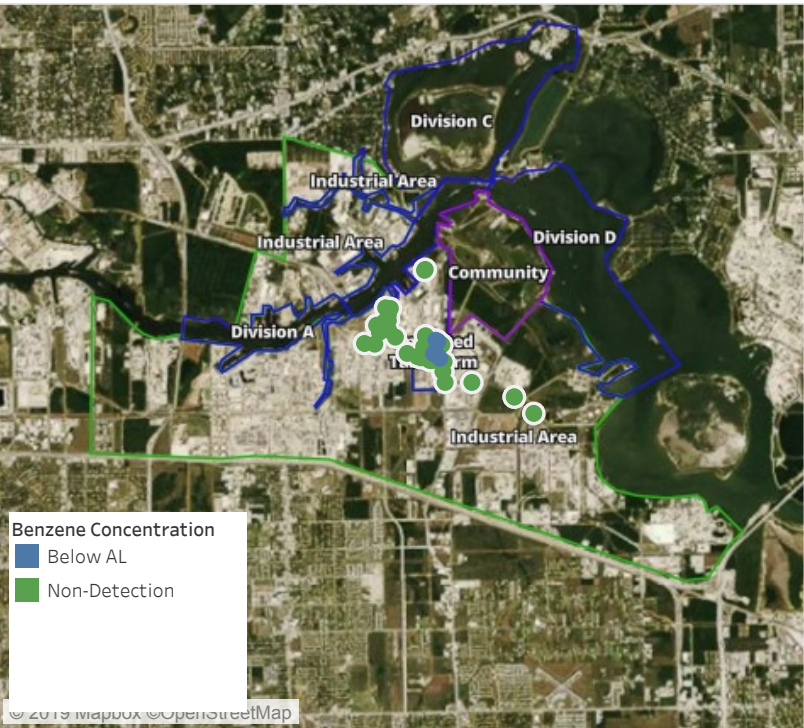 Division C
Industrial Area
Industrial Area
Division D
Community
Division A
Industrial Area
Benzene Concentration
Below AL
Non-Detection
© 2019 Mapbox ©OpenStreetMap